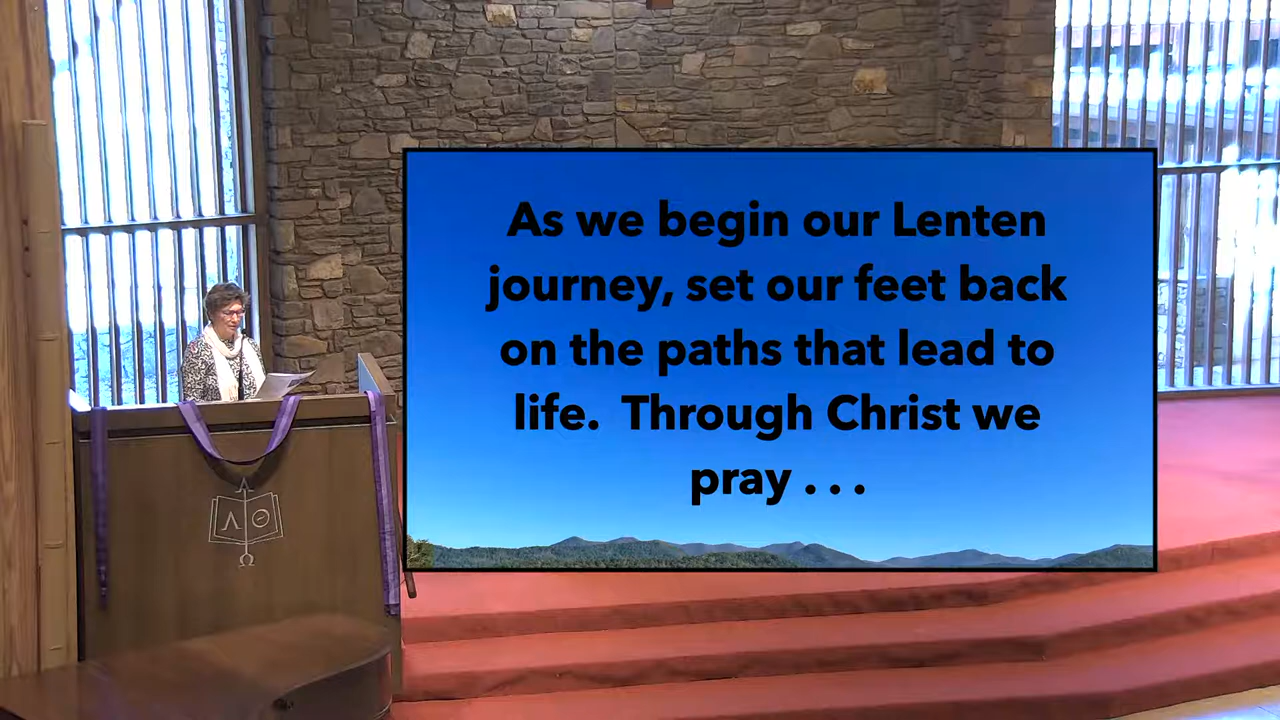 As we begin our Lenten
journey, set our feet back
on the paths that lead to
life.  Through Christ we
pray . . .
Α
Λ Θ
Ω